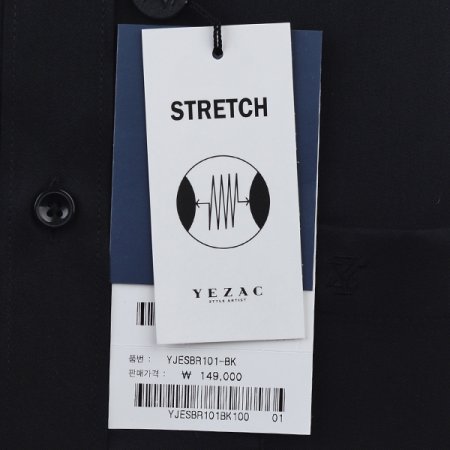 STRETCH
YEZAC
STYLE ARTIST
품번 : YJESBR101-BK
판매가격 : ₩ 149,000
YJESBR101BK100 01